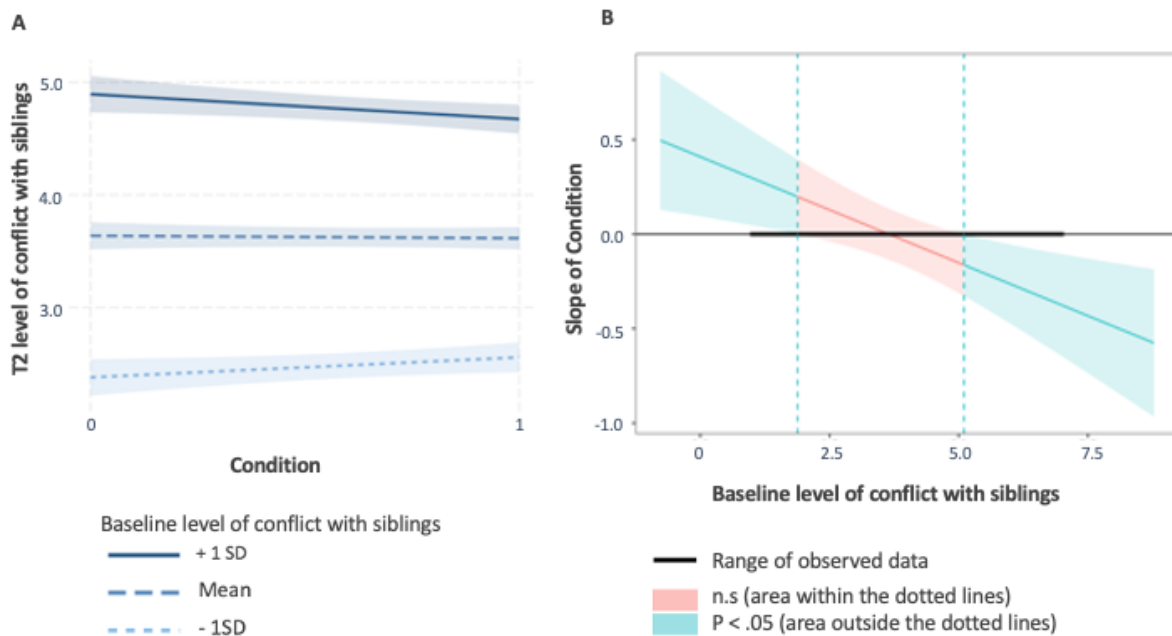 A
T2 level of conflict with siblings
5.0
4.0
3.0
0
1
Condition
Baseline level of conflict with siblings
+ 1 SD
Mean
- 1SD
B
Slope of Condition
0.5
0.0
-0.5
-1.0
0
2.5
5.0
7.5
Baseline level of conflict with siblings
Range of observed data
n.s (area within the dotted lines)
P < .05 (area outside the dotted lines)